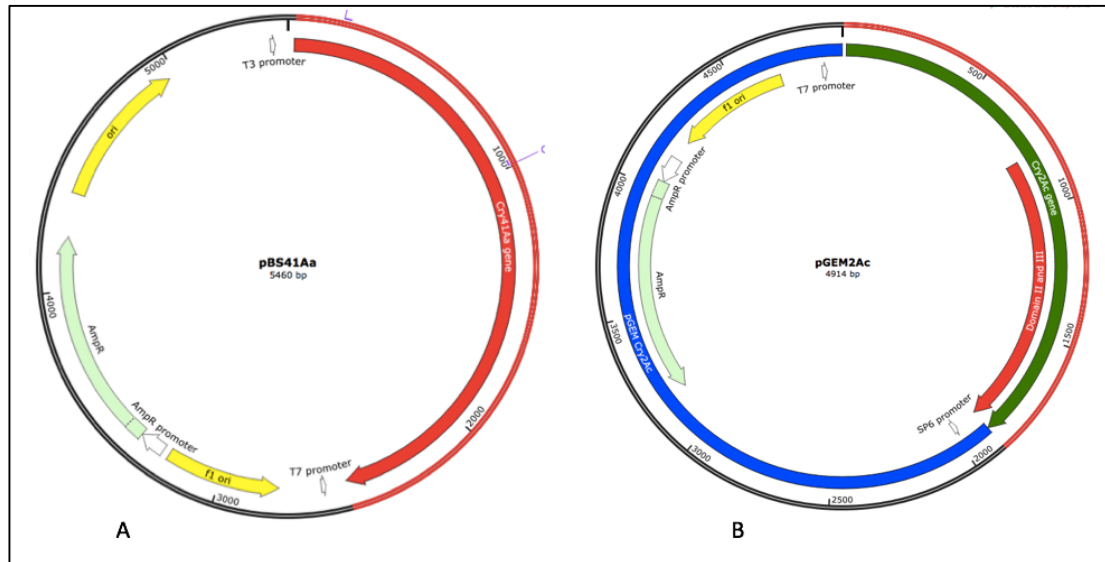 L
T3 promoter
5000
ori
1000
Cry41Aa gene
pBS41Aa
5460 bp
4000
AmpR
2000
AmpR promoter
T7 promoter
f1 ori
3000
A
4500
500
T7 promoter
f1 ori
Cry2Ac gene
4000
AmpR promoter
1000
pGEM2Ac
4914 bp
AmpR
Domain II and III
3500
pGEM Cry2Ac
1500
SP6 promoter
2000
3000
2500
B